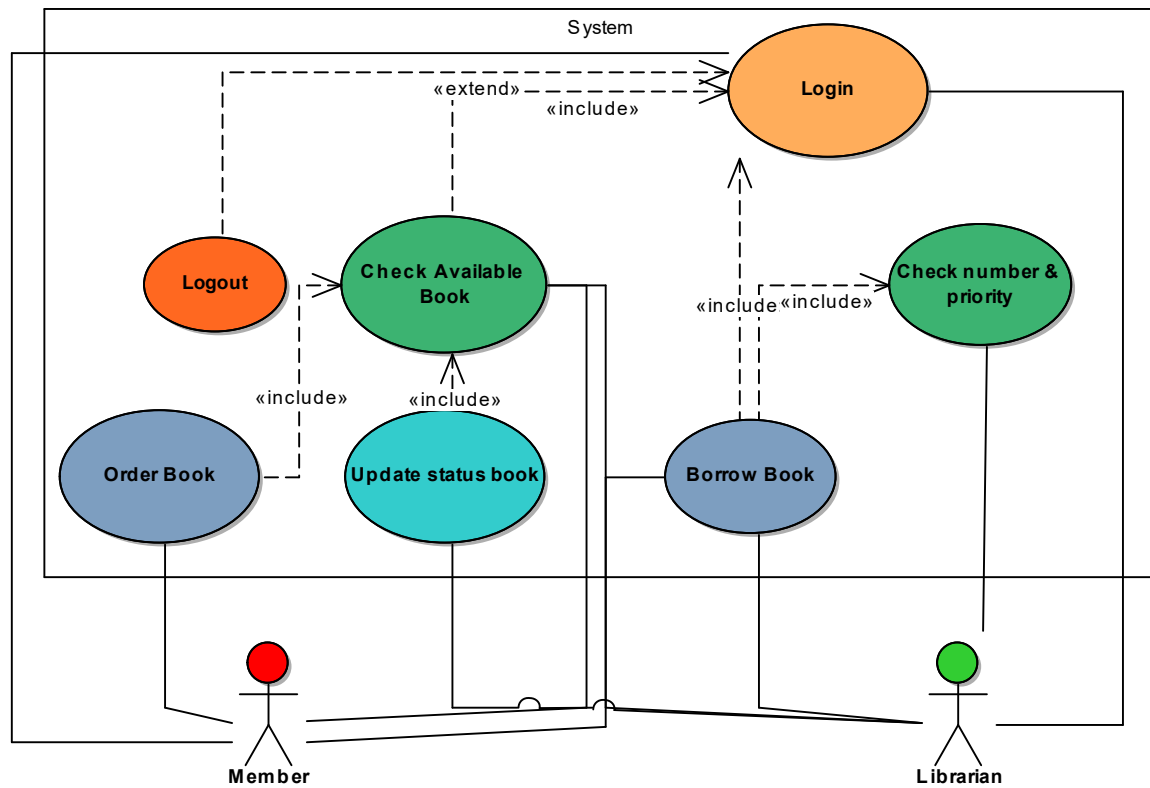 System
Login
«extend»
«include»
Logout
Check Available
Book
Check number &
priority
«include
«include»
«include»
«include»
Order Book
Update status book
Borrow Book
Member
Librarian